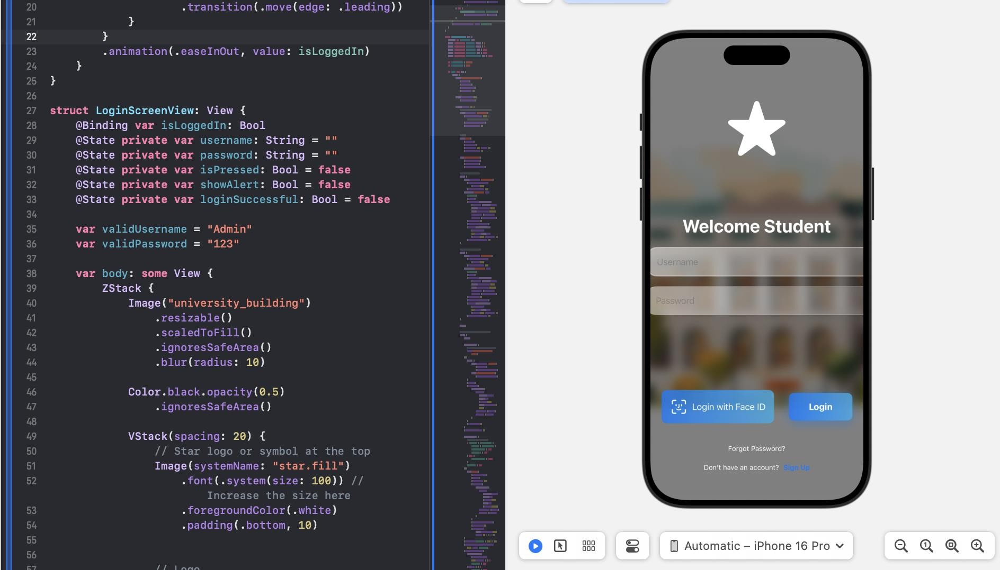 20 .transition(.move(edge: .leading))
21 }
22 }
23 .animation(.easeInOut, value: isLoggedIn)
24 }
25 }
26
27 struct LoginScreenView: View {
28 @Binding var isLoggedIn: Bool
29 @State private var username: String = ""
30 @State private var password: String = ""
31 @State private var isPressed: Bool = false
32 @State private var showAlert: Bool = false
33 @State private var loginSuccessful: Bool = false
34
35 var validUsername = "Admin"
36 var validPassword = "123"
37
38 var body: some View {
39 ZStack {
40 Image("university_building")
41 .resizable()
42 .scaledToFill()
43 .ignoresSafeArea()
44 .blur(radius: 10)
45
46 Color.black.opacity(0.5)
47 .ignoresSafeArea()
48
49 VStack(spacing: 20) {
50 // Star logo or symbol at the top
51 Image(systemName: "star.fill")
52 .font(.system(size: 100)) //
Increase the size here
53 .foregroundColor(.white)
54 .padding(.bottom, 10)
55
56
57 // Logo
Welcome Student
Username
Password
Login with Face ID
Login
Forgot Password?
Don't have an account? Sign Up
Automatic – iPhone 16 Pro